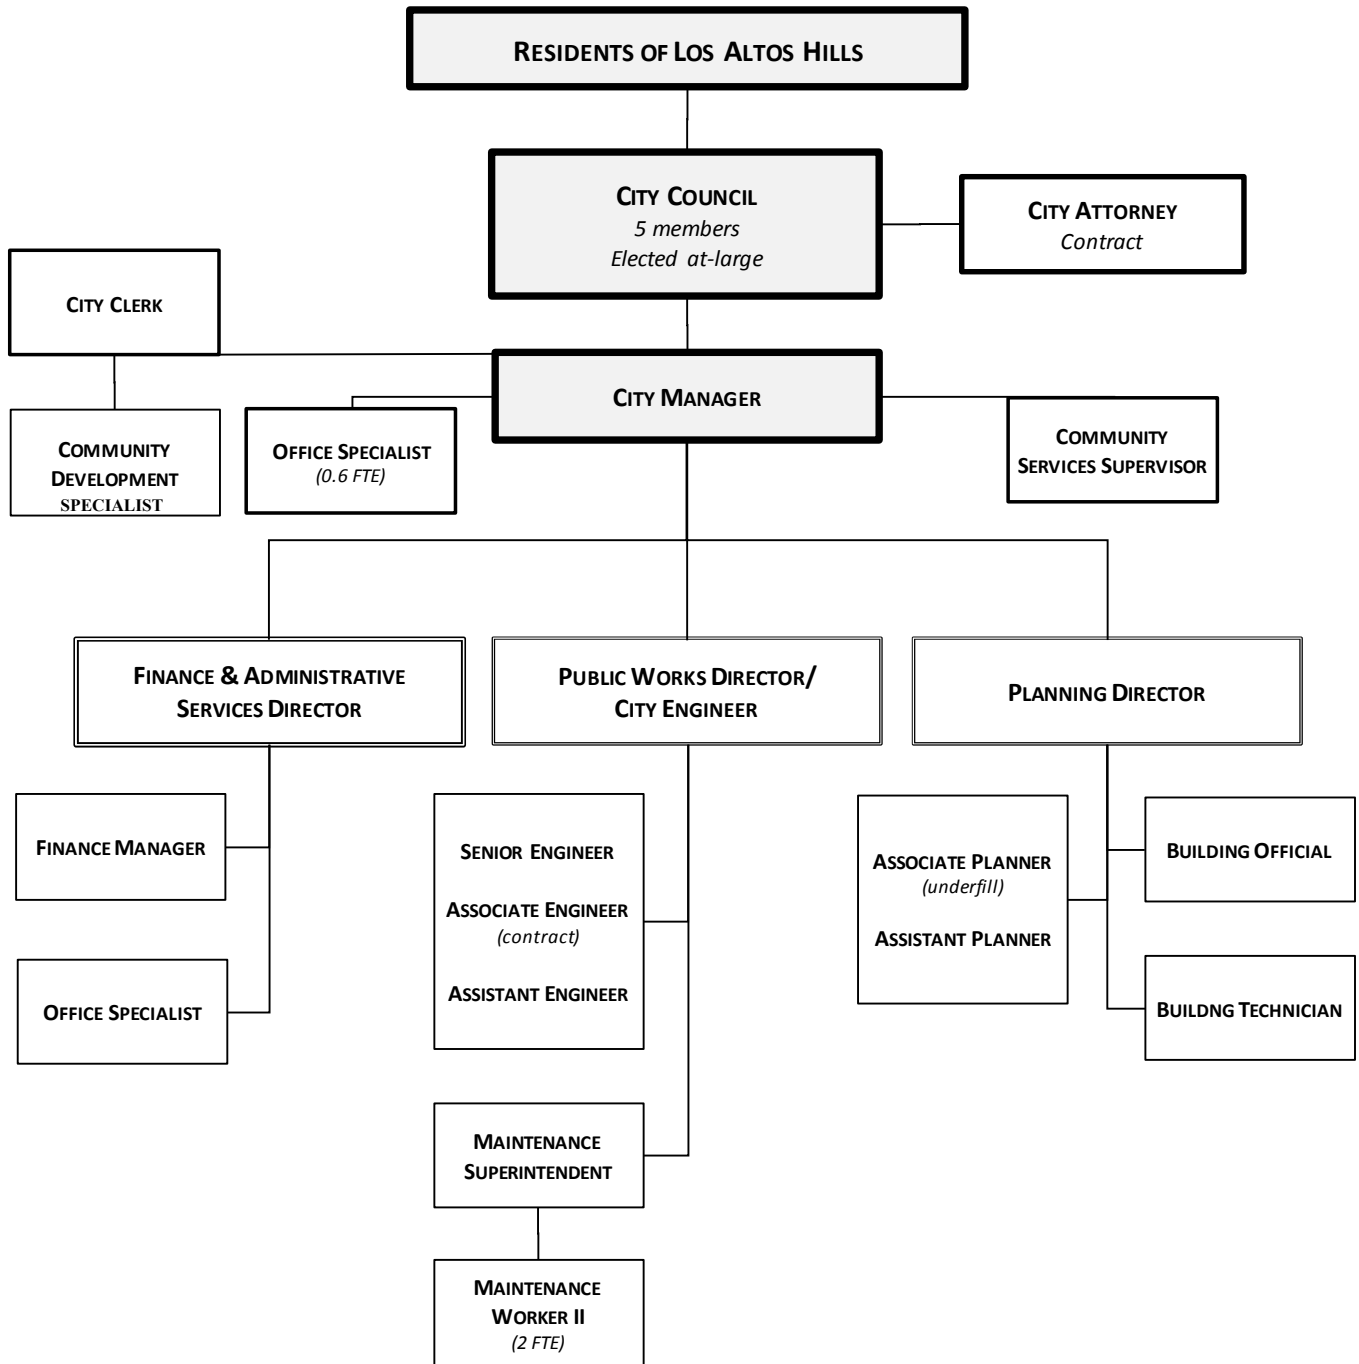 RESIDENTS OF LOS ALTOS HILLS
CITY COUNCIL
5 members
Elected at-large
CITY ATTORNEY
Contract
CITY CLERK
CITY MANAGER
COMMUNITY
DEVELOPMENT
SPECIALIST
OFFICE SPECIALIST
(0.6 FTE)
COMMUNITY
SERVICES SUPERVISOR
FINANCE & ADMINISTRATIVE
SERVICES DIRECTOR
PUBLIC WORKS DIRECTOR/
CITY ENGINEER
PLANNING DIRECTOR
FINANCE MANAGER
OFFICE SPECIALIST
SENIOR ENGINEER
ASSOCIATE ENGINEER
(contract)
ASSISTANT ENGINEER
ASSOCIATE PLANNER
(underfill)
ASSISTANT PLANNER
BUILDING OFFICIAL
BUILDNG TECHNICIAN
MAINTENANCE
SUPERINTENDENT
MAINTENANCE
WORKER II
(2 FTE)